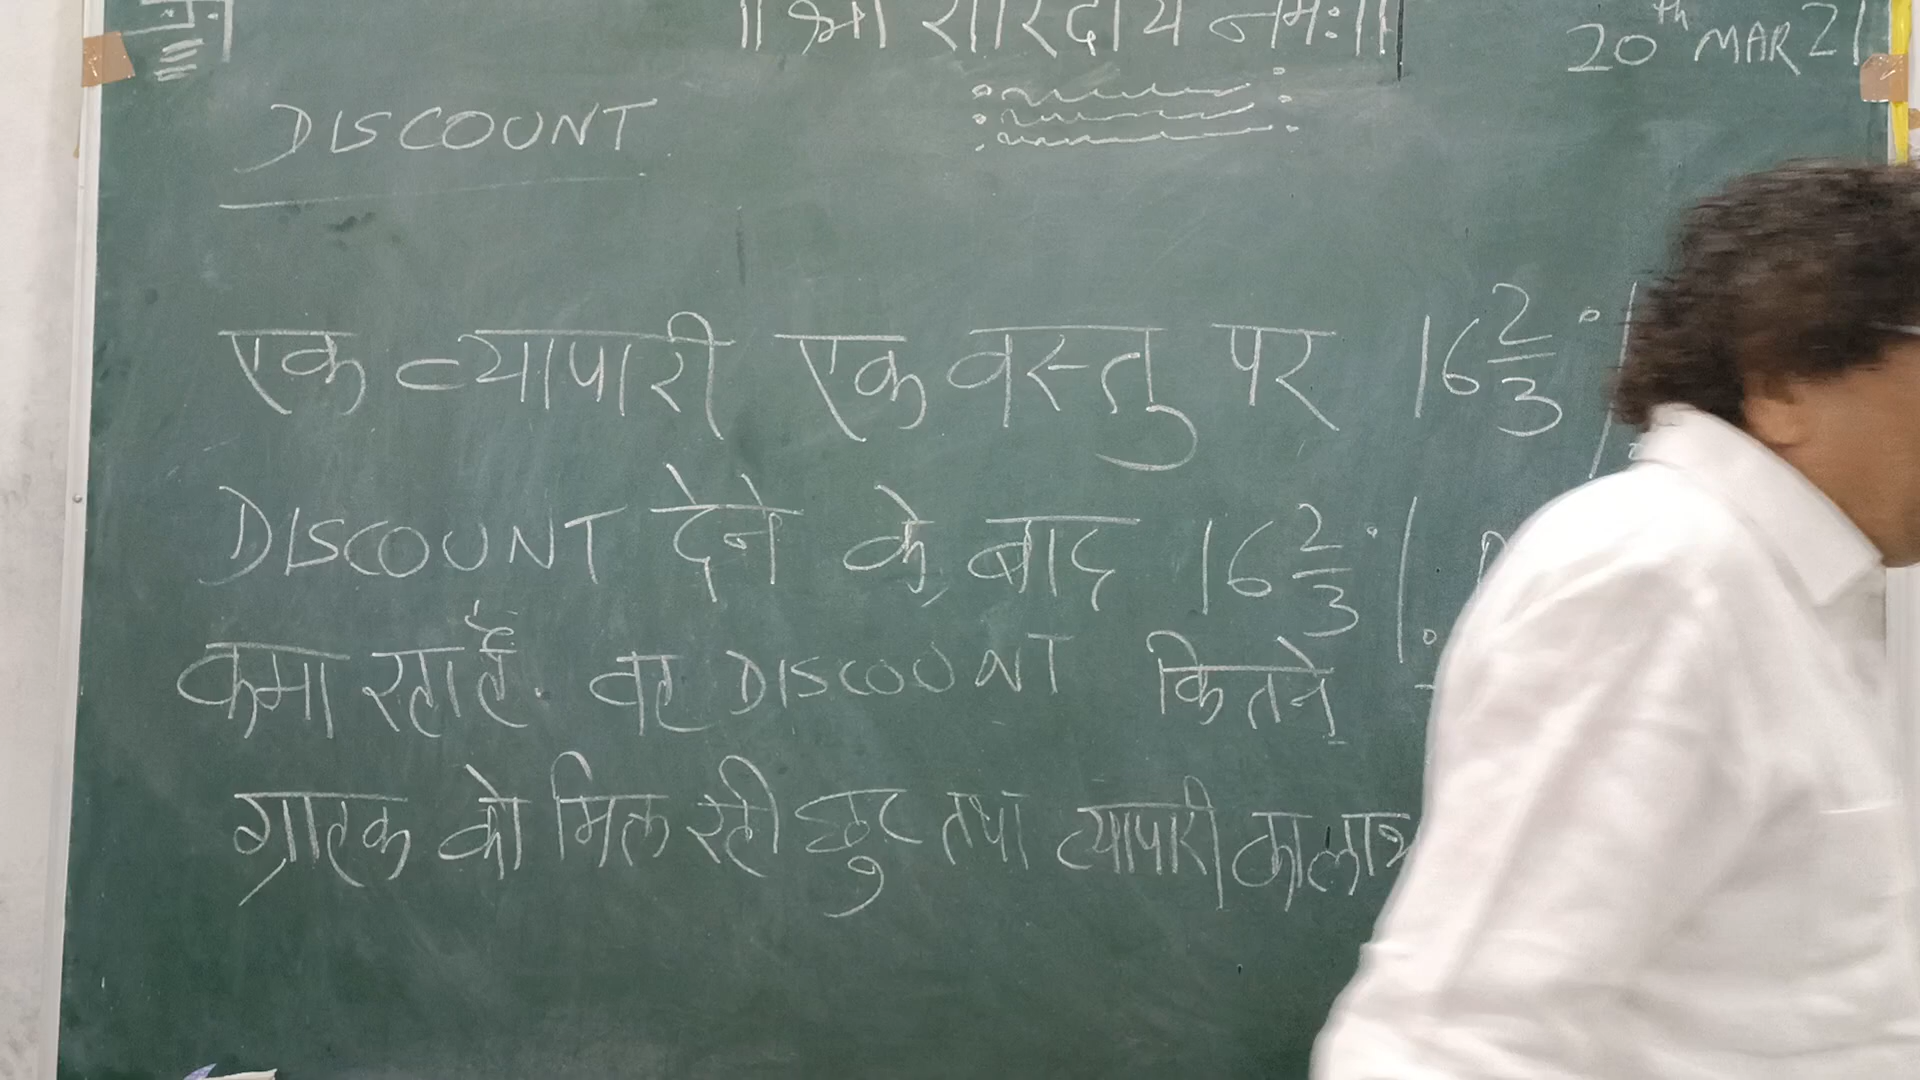 ॥ श्री शारदाय नमः॥
20th MAR 21
DISCOUNT
एक व्यापारी एक वस्तु पर 16 2/3 %
DISCOUNT देने के बाद 16 2/3 %
कमा रहा है. वह DISCOUNT कितने
ग्राहक को मिल रही छुट तथा व्यापारी का लाभ